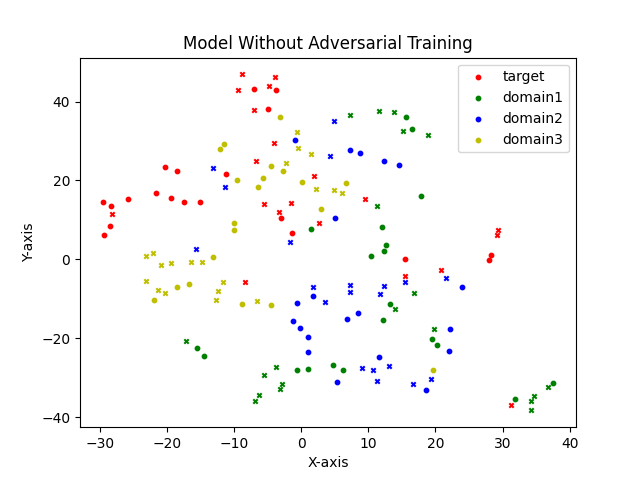 Model Without Adversarial Training
target
domain1
domain2
domain3
40
20
0
−20
−40
Y-axis
−30 −20 −10 0 10 20 30 40
X-axis